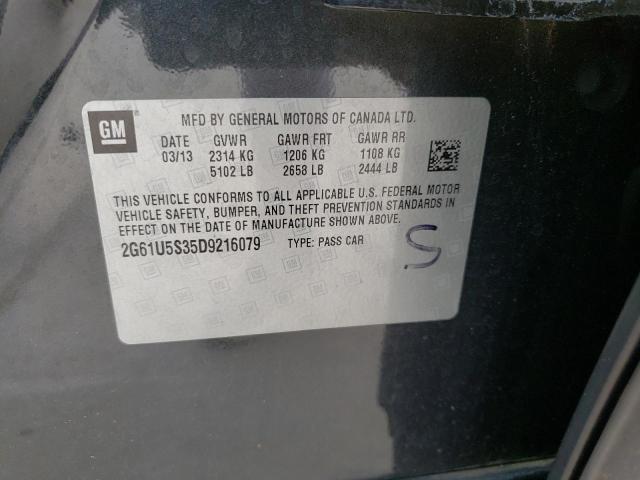 MFD BY GENERAL MOTORS OF CANADA LTD.
GM
DATE GVWR GAWR FRT GAWR RR
03/13 2314 KG 1206 KG 1108 KG
5102 LB 2658 LB 2444 LB
THIS VEHICLE CONFORMS TO ALL APPLICABLE U.S. FEDERAL MOTOR
VEHICLE SAFETY, BUMPER, AND THEFT PREVENTION STANDARDS IN
EFFECT ON THE DATE OF MANUFACTURE SHOWN ABOVE.
2G61U5S35D9216079 TYPE: PASS CAR
5